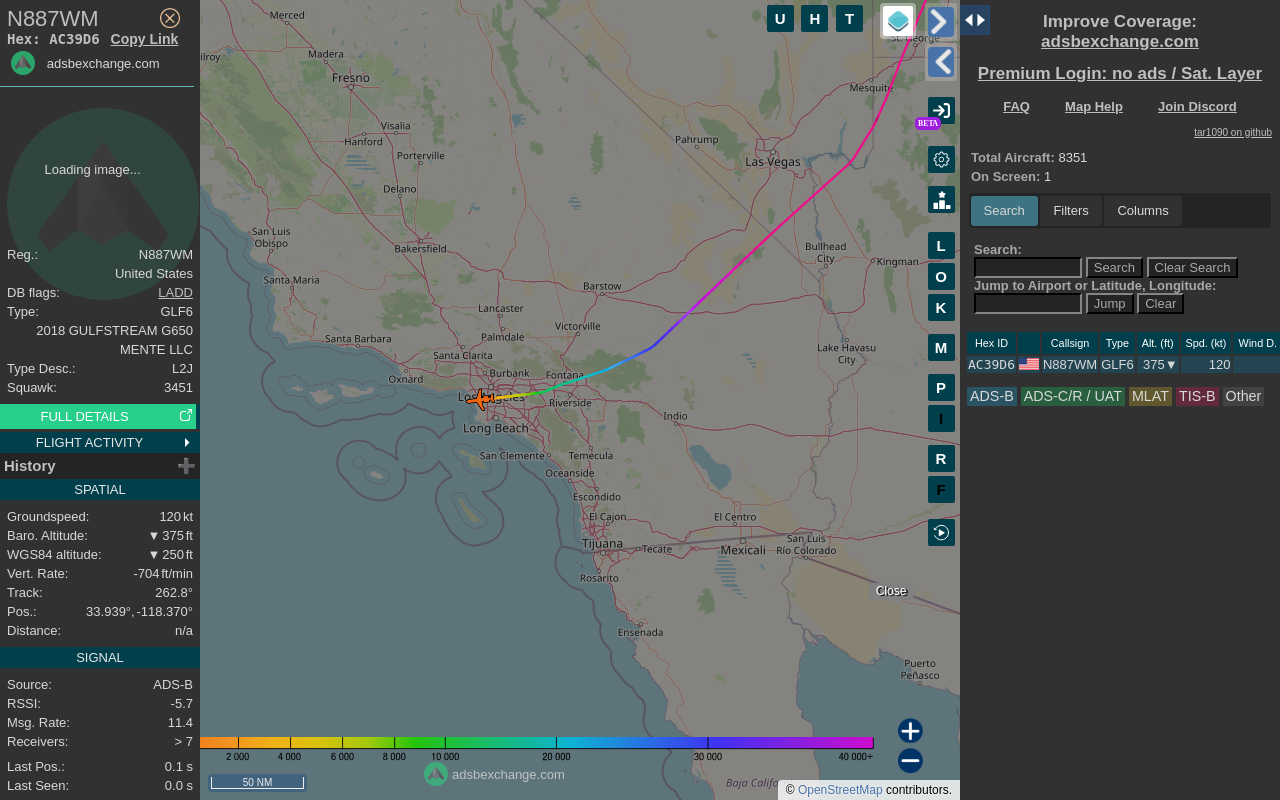 N887WM
Hex: AC39D6 Copy Link
adsbexchange.com
Loading image...
Reg.: N887WM
United States
DB flags: LADD
Type: GLF6
2018 GULFSTREAM G650
MENTE LLC
Type Desc.: L2J
Squawk: 3451
FULL DETAILS
FLIGHT ACTIVITY
History
SPATIAL
Groundspeed: 120 kt
Baro. Altitude: ▼ 375 ft
WGS84 altitude: ▼ 250 ft
Vert. Rate: -704 ft/min
Track: 262.8°
Pos.: 33.939°, -118.370°
Distance: n/a
SIGNAL
Source: ADS-B
RSSI: -5.7
Msg. Rate: 11.4
Receivers: > 7
Last Pos.: 0.1 s
Last Seen: 0.0 s
Merced
Madera
Fresno
Visalia
Hanford
Porterville
Delano
San Luis
Obispo
Bakersfield
Santa Maria
Santa Barbara
Oxnard
Lancaster
Palmdale
Santa Clarita
Burbank
Victorville
Barstow
Fontana
Riverside
Long Beach
San Clemente
Temecula
Oceanside
Escondido
El Cajon
Tijuana
Tecate
Rosarito
Ensenada
Indio
El Centro
Mexicali
San Luis
Río Colorado
Puerto
Peñasco
Lake Havasu
City
Bullhead
City
Kingman
Las Vegas
Pahrump
Mesquite
St. George
U H T
BETA
L
O
K
M
P
I
R
F
Close
2 000 4 000 6 000 8 000 10 000 20 000 30 000 40 000+
50 NM
adsbexchange.com
© OpenStreetMap contributors.
Improve Coverage:
adsbexchange.com
Premium Login: no ads / Sat. Layer
FAQ Map Help Join Discord
tar1090 on github
Total Aircraft: 8351
On Screen: 1
Search Filters Columns
Search:
Search Clear Search
Jump to Airport or Latitude, Longitude:
Jump Clear
Hex ID Callsign Type Alt. (ft) Spd. (kt) Wind D.
AC39D6 N887WM GLF6 375▼ 120
ADS-B ADS-C/R / UAT MLAT TIS-B Other